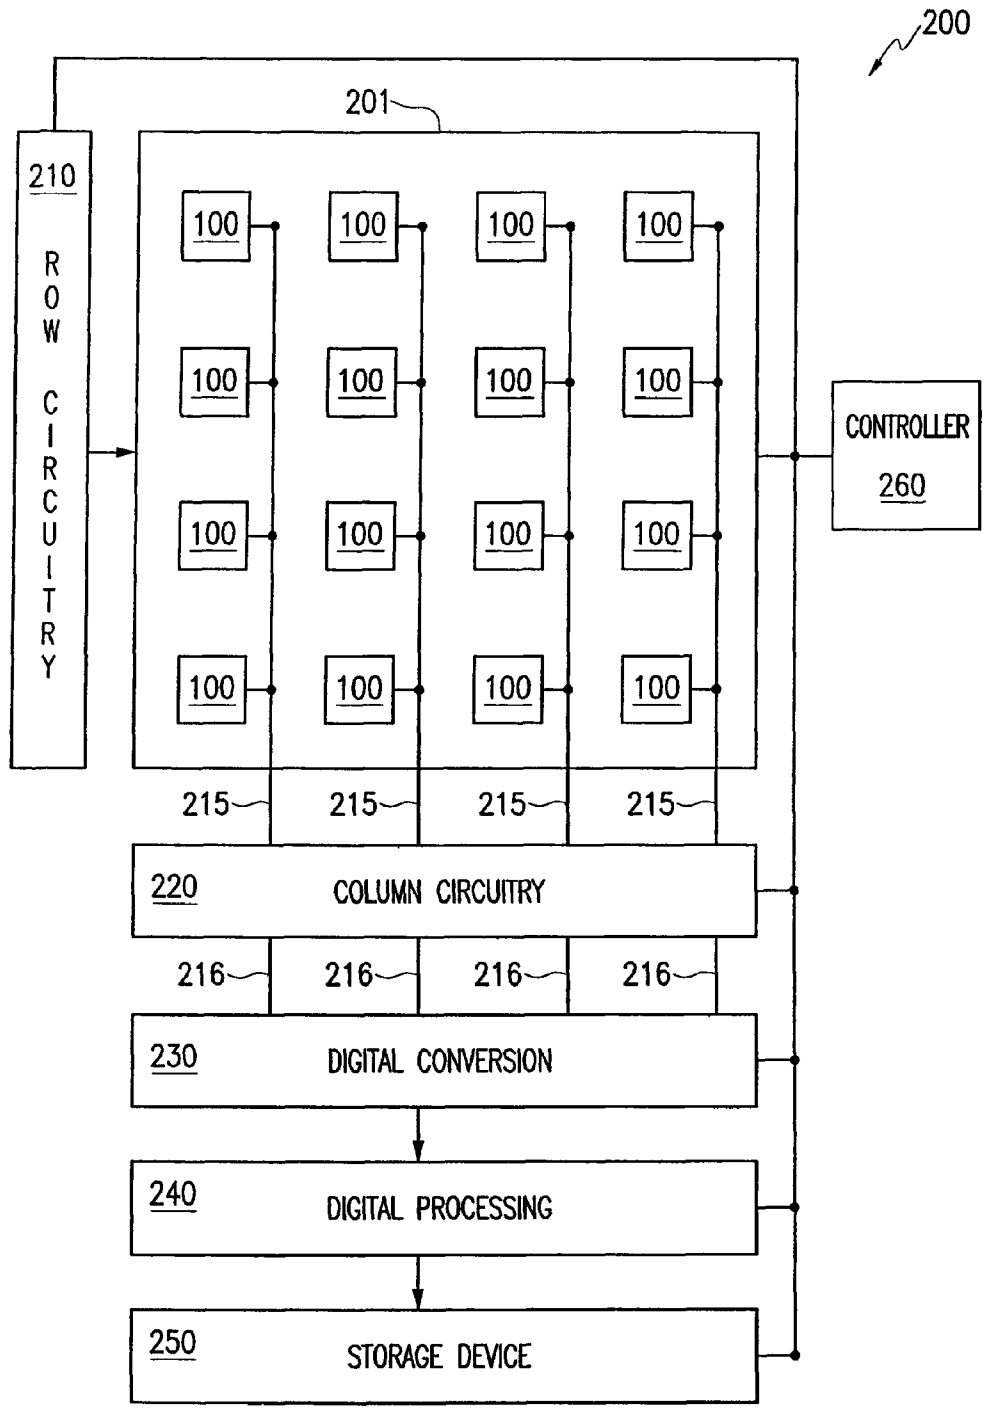 200
201
210
ROW CIRCUITRY
100 100 100 100
100 100 100 100
CONTROLLER
260
100 100 100 100
100 100 100 100
215 215 215 215
220 COLUMN CIRCUITRY
216 216 216 216
230 DIGITAL CONVERSION
240 DIGITAL PROCESSING
250 STORAGE DEVICE